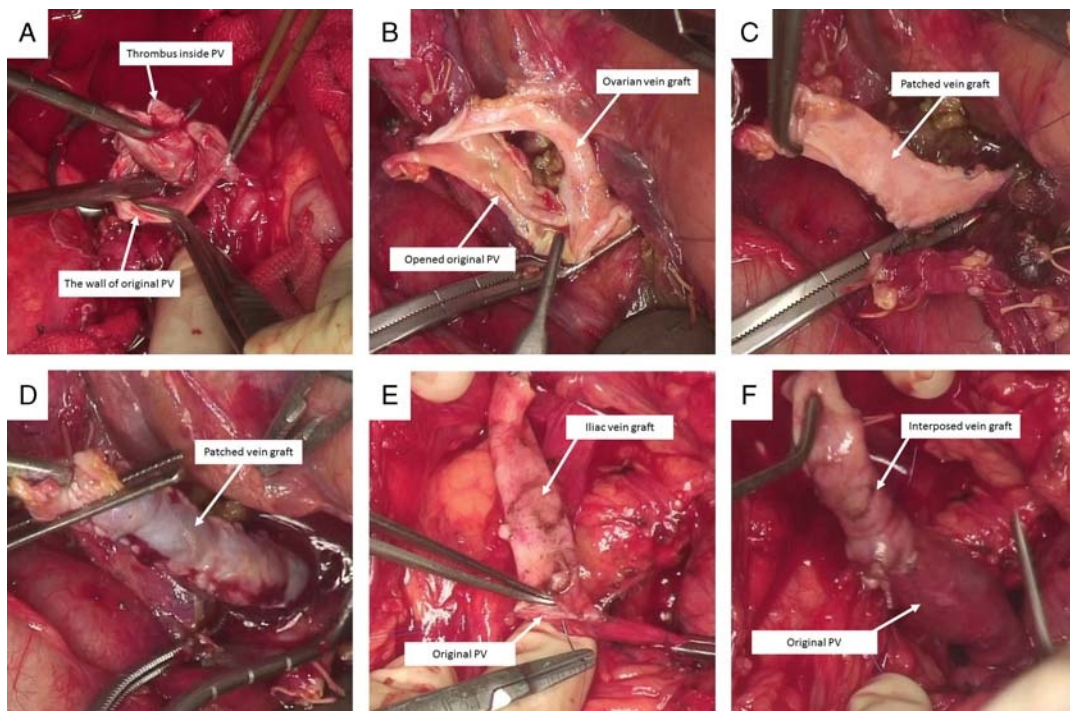 A
Thrombus inside PV
The wall of original PV
B
Ovarian vein graft
Opened original PV
C
Patched vein graft
D
Patched vein graft
E
Iliac vein graft
Original PV
F
Interposed vein graft
Original PV